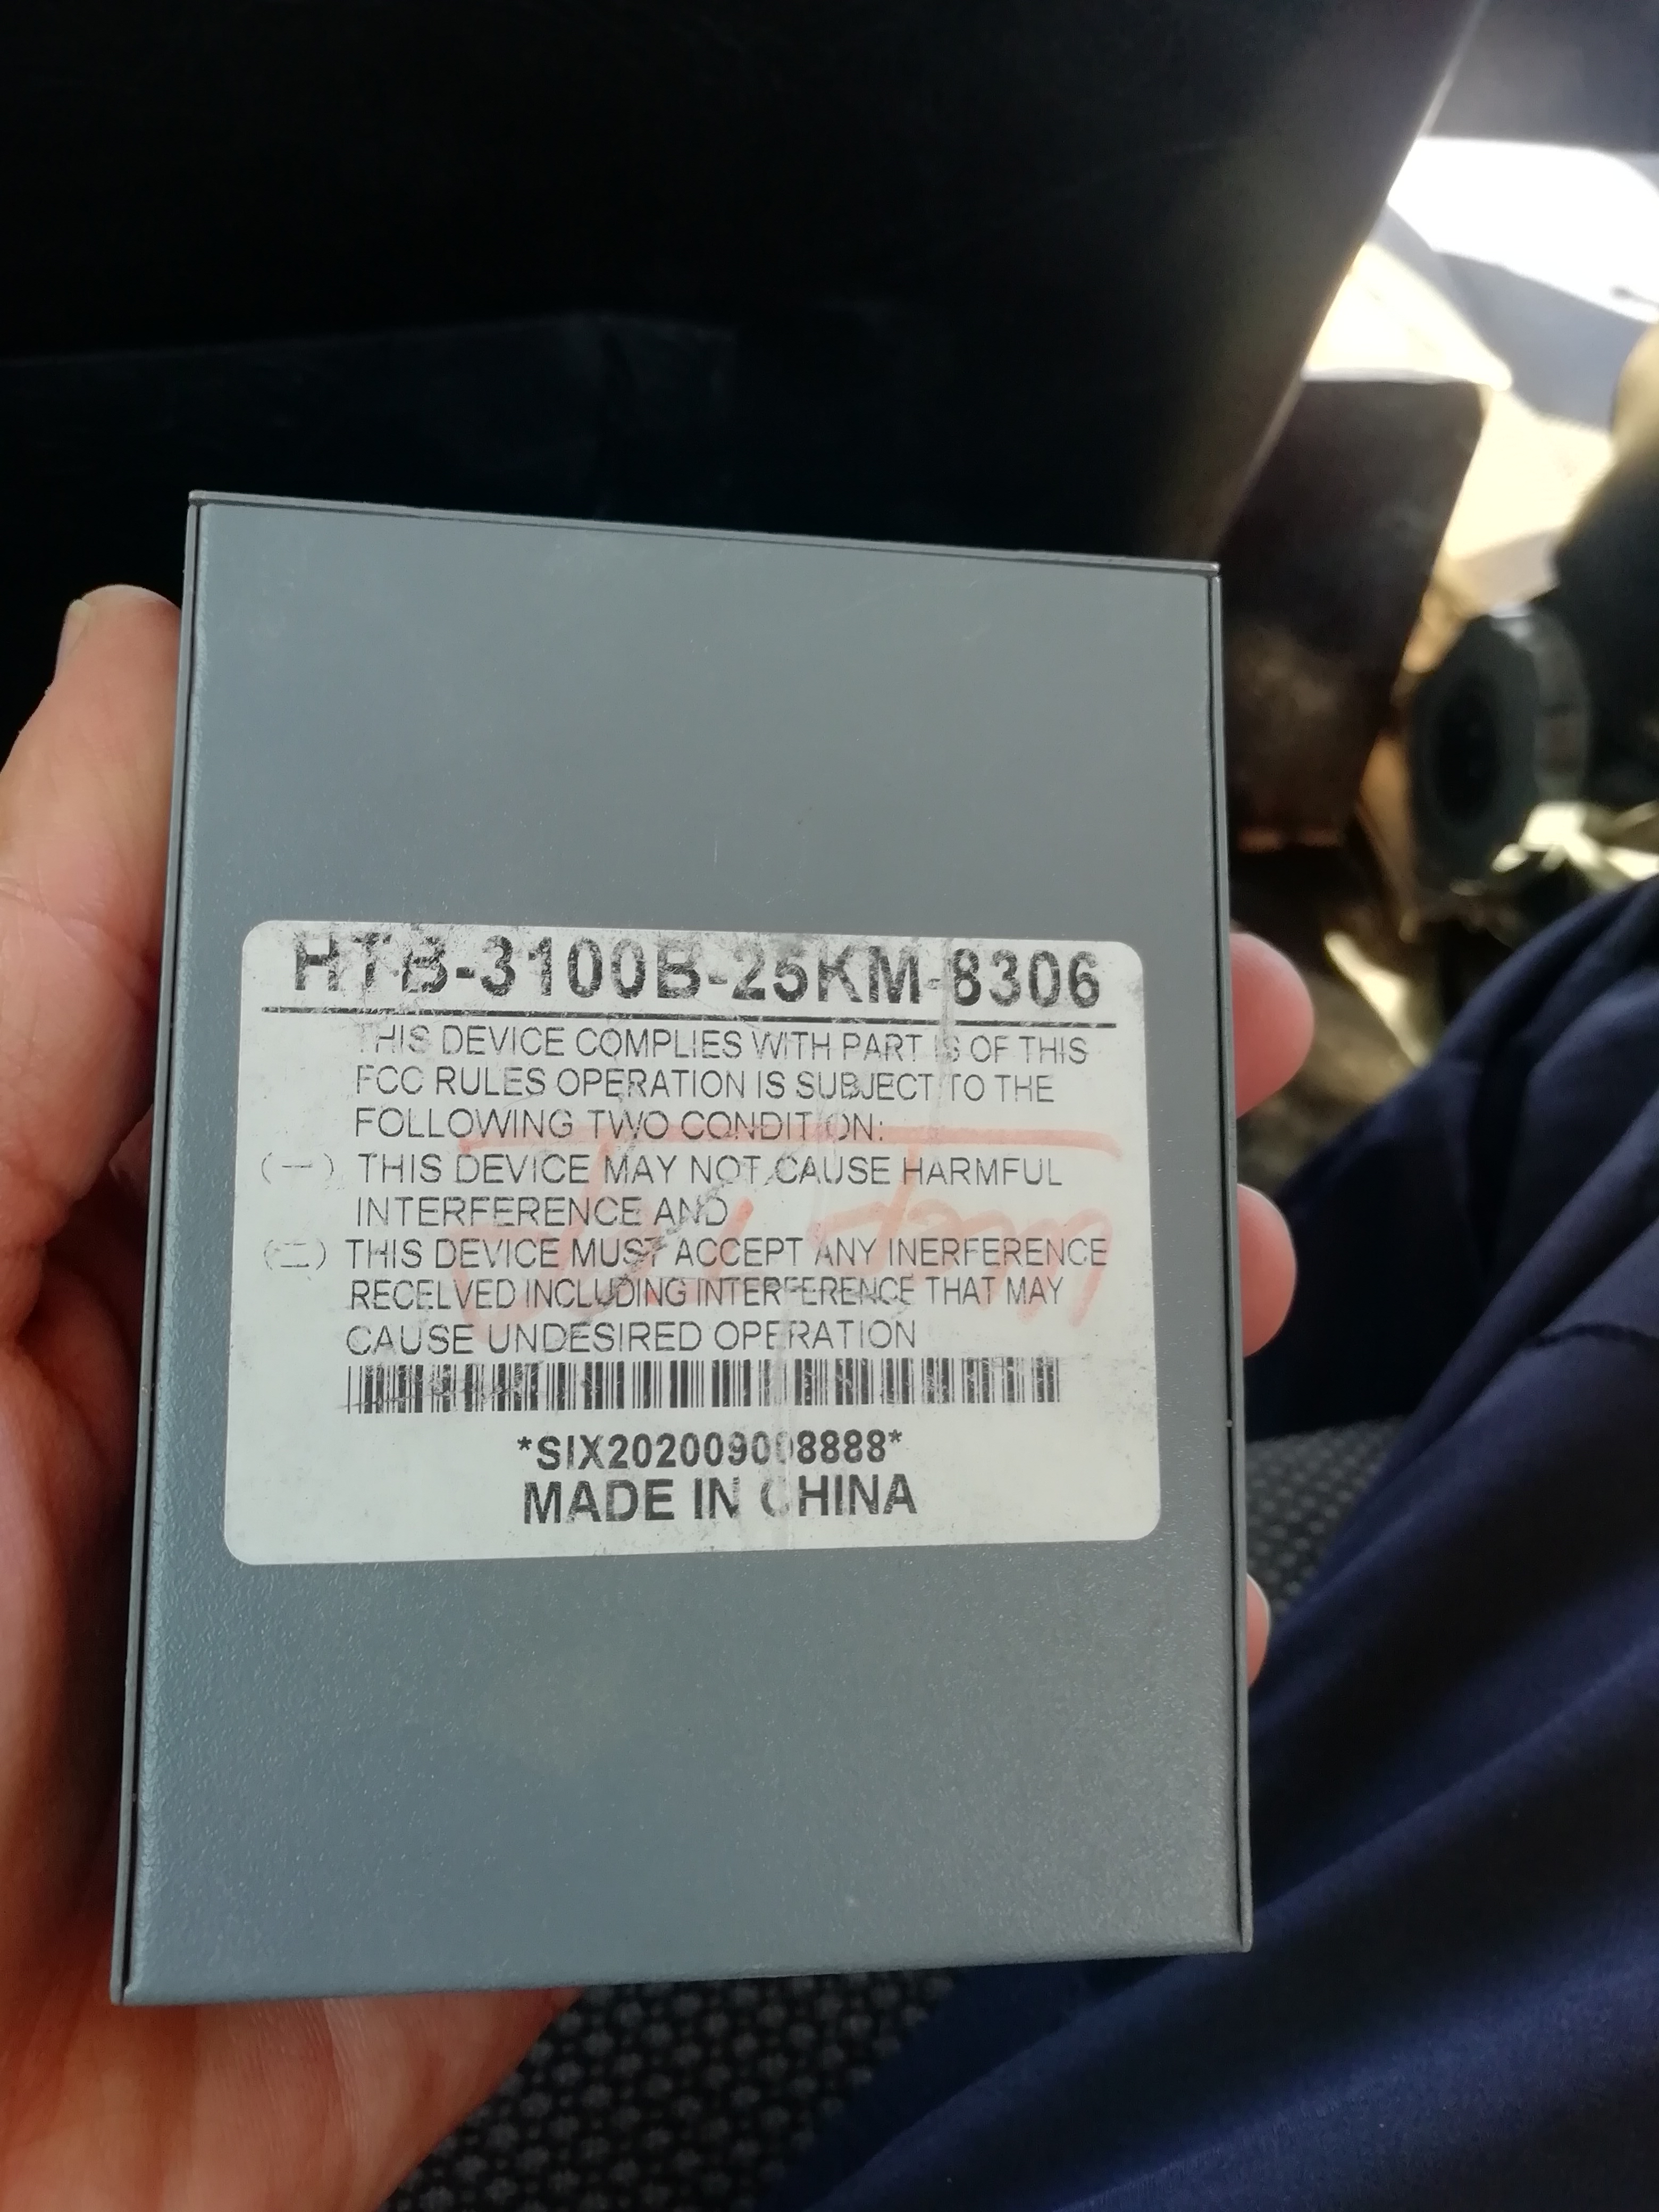 HTB-3100B-25KM-8306
THIS DEVICE COMPLIES WITH PART IS OF THIS
FCC RULES OPERATION IS SUBJECT TO THE
FOLLOWING TWO CONDITION:
(一) THIS DEVICE MAY NOT CAUSE HARMFUL
INTERFERENCE AND
(二) THIS DEVICE MUST ACCEPT ANY INERFERENCE
RECELVED INCLUDING INTERFERENCE THAT MAY
CAUSE UNDESIRED OPERATION
*SIX202009008888*
MADE IN CHINA